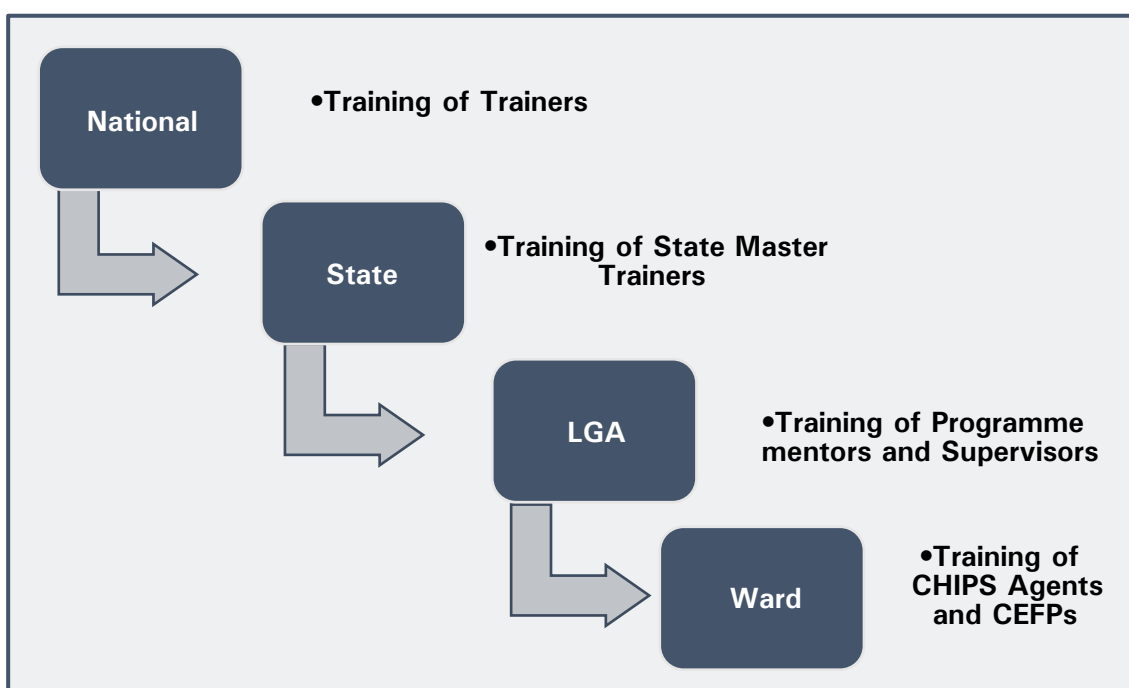 National
•Training of Trainers
State
•Training of State Master
Trainers
LGA
•Training of Programme
mentors and Supervisors
Ward
•Training of
CHIPS Agents
and CEFPs